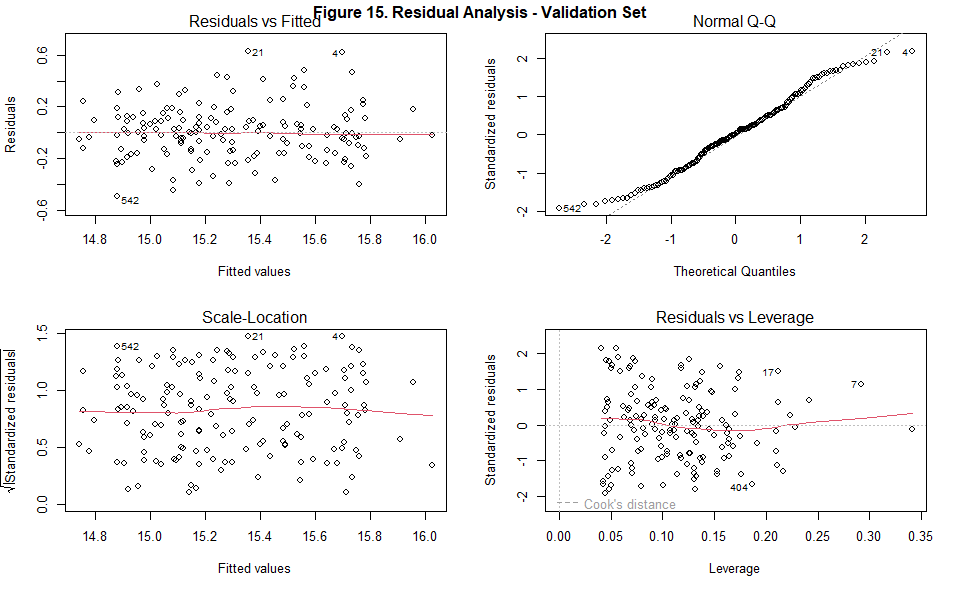 Figure 15. Residual Analysis - Validation Set
Residuals vs Fitted
Residuals
0.6
0.2
-0.2
-0.6
21
4
542
14.8 15.0 15.2 15.4 15.6 15.8 16.0
Fitted values
Normal Q-Q
Standardized residuals
2
1
0
-1
-2
21
4
542
-2 -1 0 1 2
Theoretical Quantiles
Scale-Location
√|Standardized residuals|
1.5
1.0
0.5
0.0
542
21
4
14.8 15.0 15.2 15.4 15.6 15.8 16.0
Fitted values
Residuals vs Leverage
Standardized residuals
2
1
0
-1
-2
17
7
404
Cook's distance
0.00 0.05 0.10 0.15 0.20 0.25 0.30 0.35
Leverage